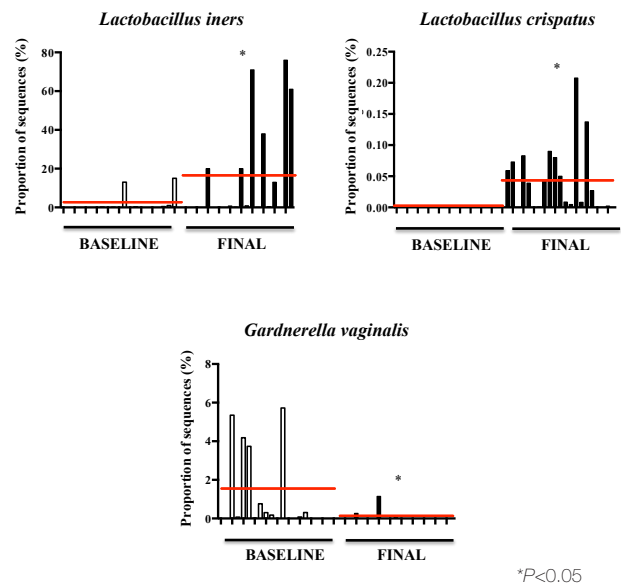 Lactobacillus iners
Proportion of sequences (%)
80
60
40
20
0
*
BASELINE
FINAL
Lactobacillus crispatus
Proportion of sequences (%)
0.25
0.20
0.15
0.10
0.05
0.00
*
BASELINE
FINAL
Gardnerella vaginalis
Proportion of sequences (%)
8
6
4
2
0
*
BASELINE
FINAL
*P<0.05